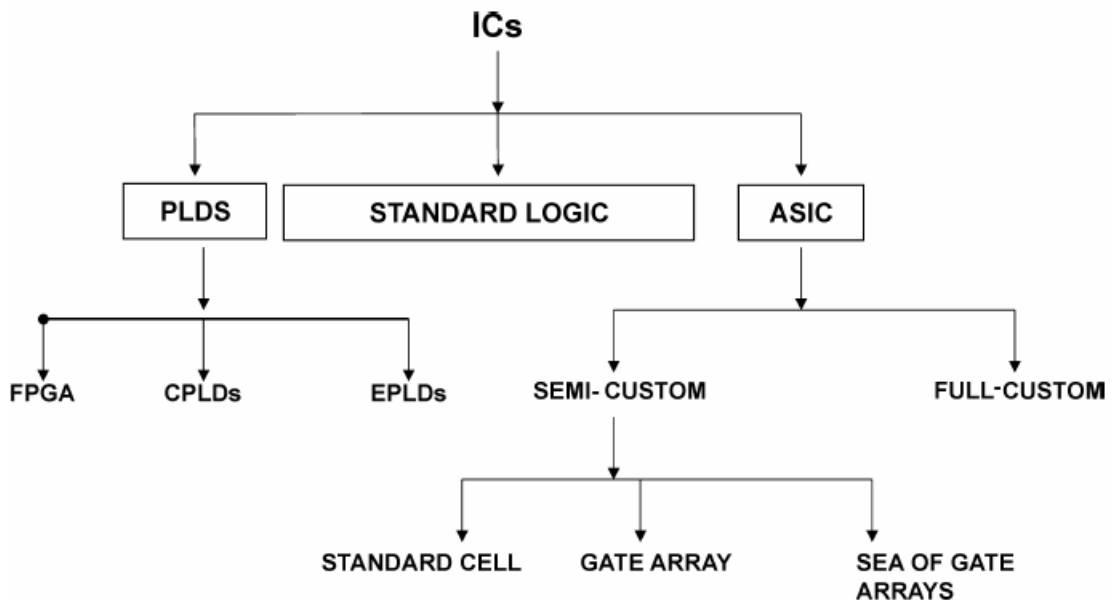 ICs
PLDS
STANDARD LOGIC
ASIC
FPGA
CPLDs
EPLDs
SEMI- CUSTOM
FULL-CUSTOM
STANDARD CELL
GATE ARRAY
SEA OF GATE
ARRAYS